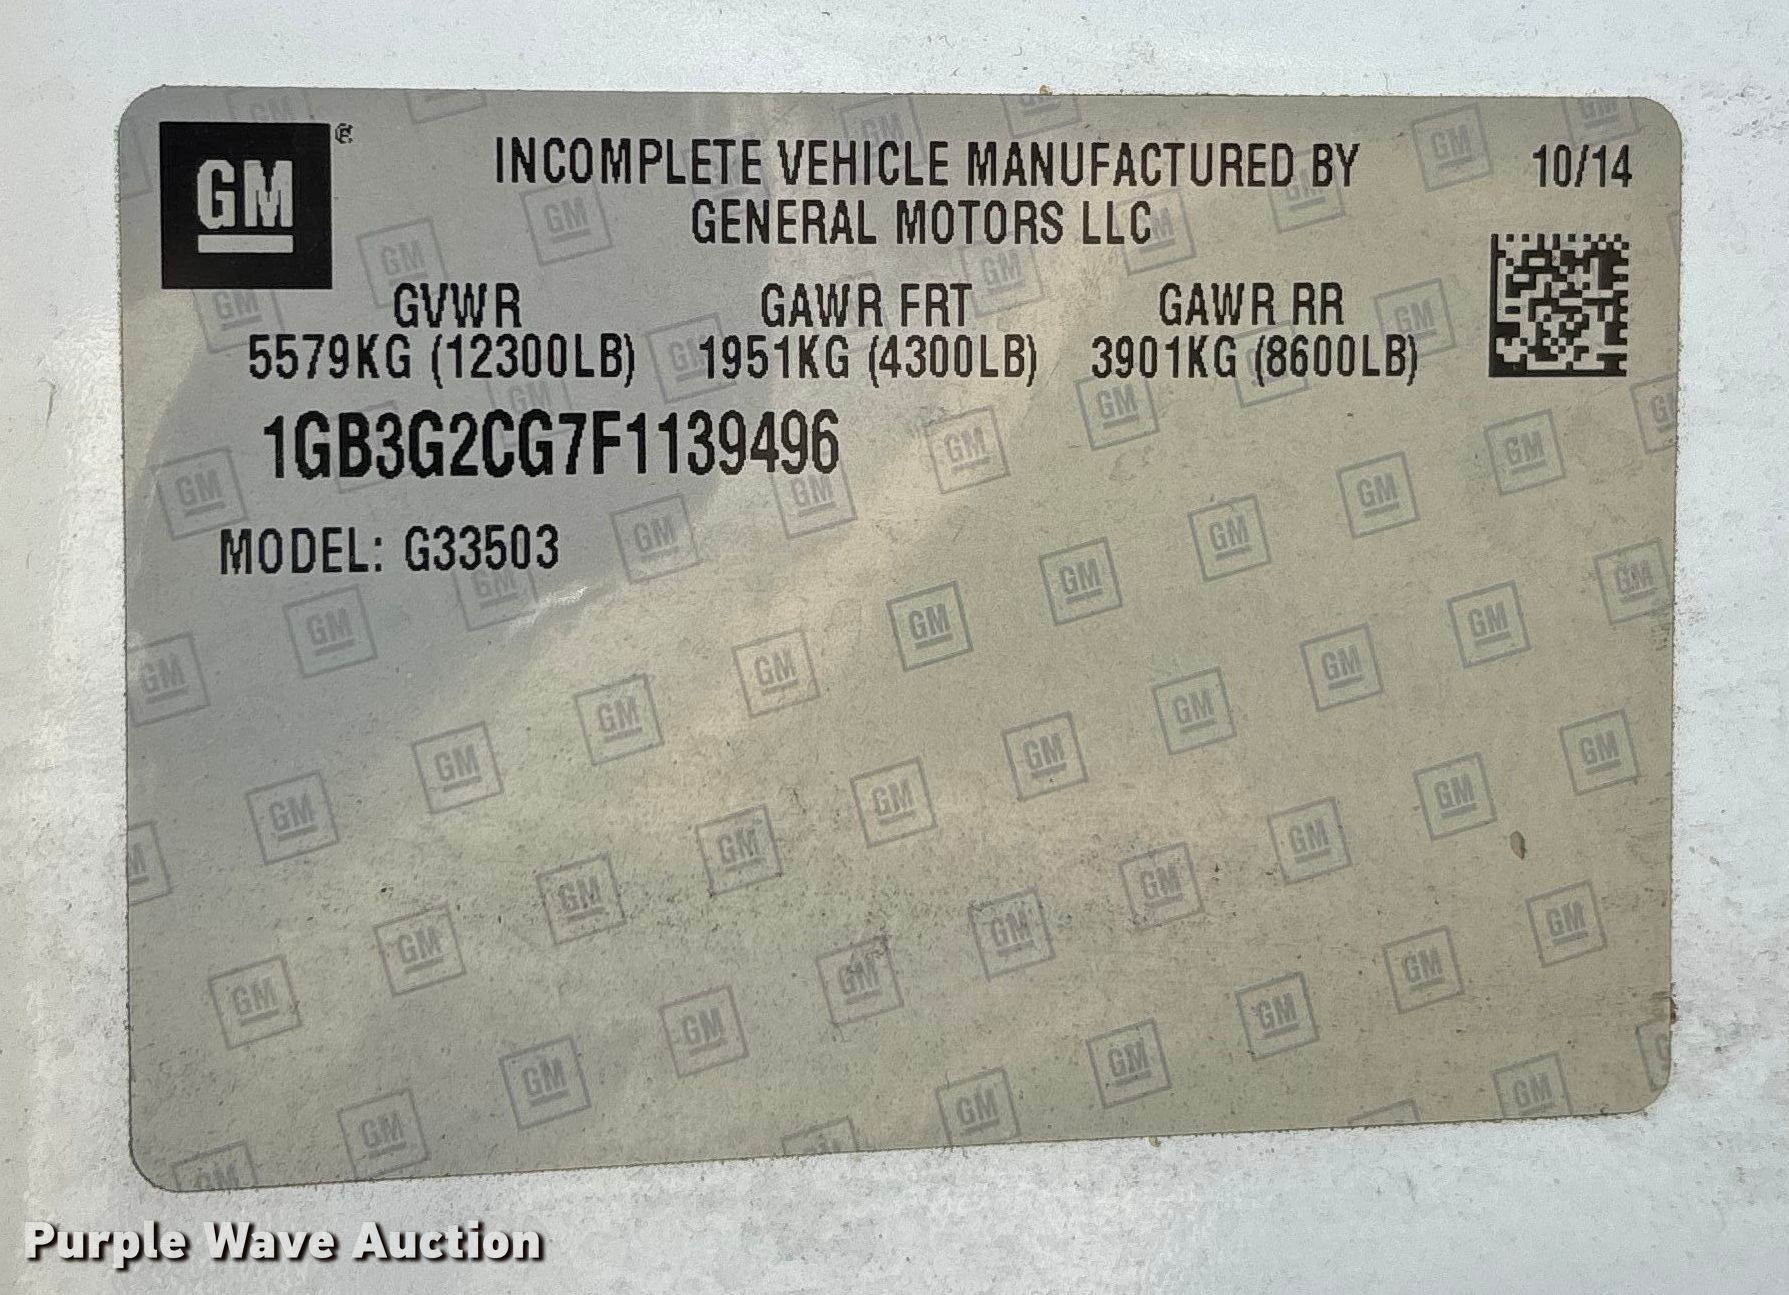 GM ®
INCOMPLETE VEHICLE MANUFACTURED BY
10/14
GENERAL MOTORS LLC
GVWR GAWR FRT GAWR RR
5579KG (12300LB) 1951KG (4300LB) 3901KG (8600LB)
1GB3G2CG7F1139496
MODEL: G33503
Purple Wave Auction